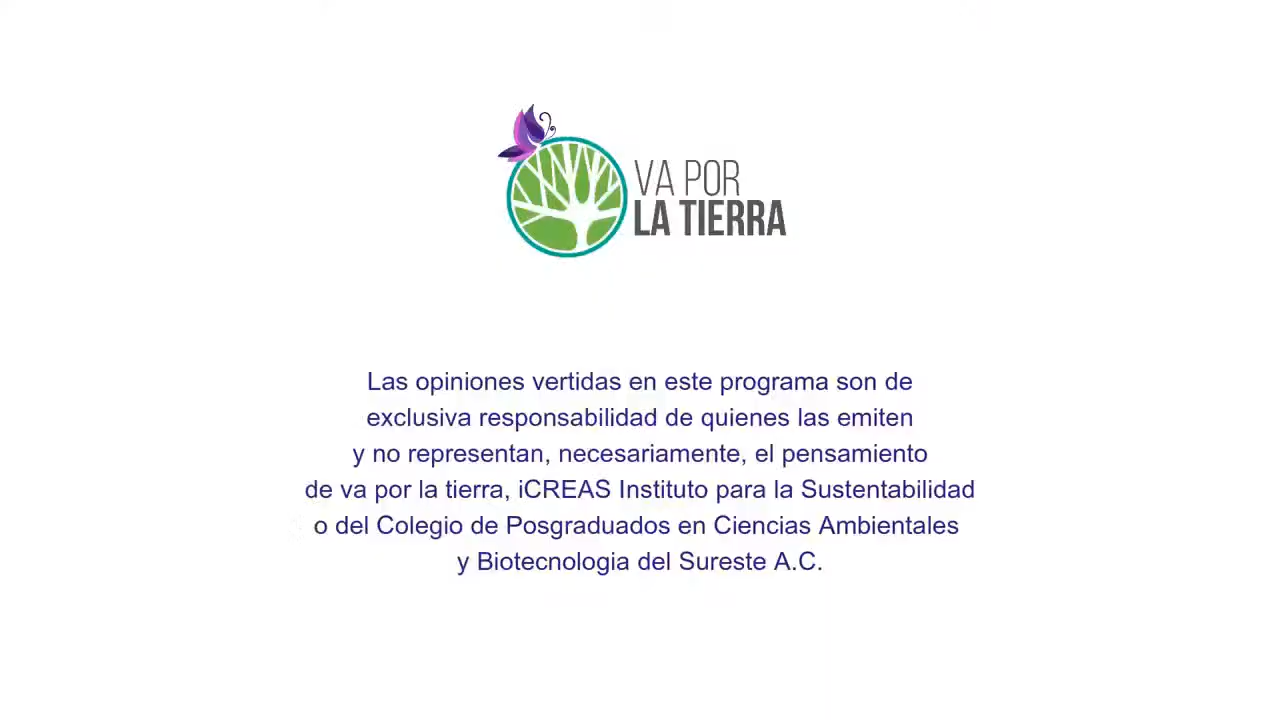 VA POR
LA TIERRA
Las opiniones vertidas en este programa son de
exclusiva responsabilidad de quienes las emiten
y no representan, necesariamente, el pensamiento
de va por la tierra, iCREAS Instituto para la Sustentabilidad
o del Colegio de Posgraduados en Ciencias Ambientales
y Biotecnologia del Sureste A.C.